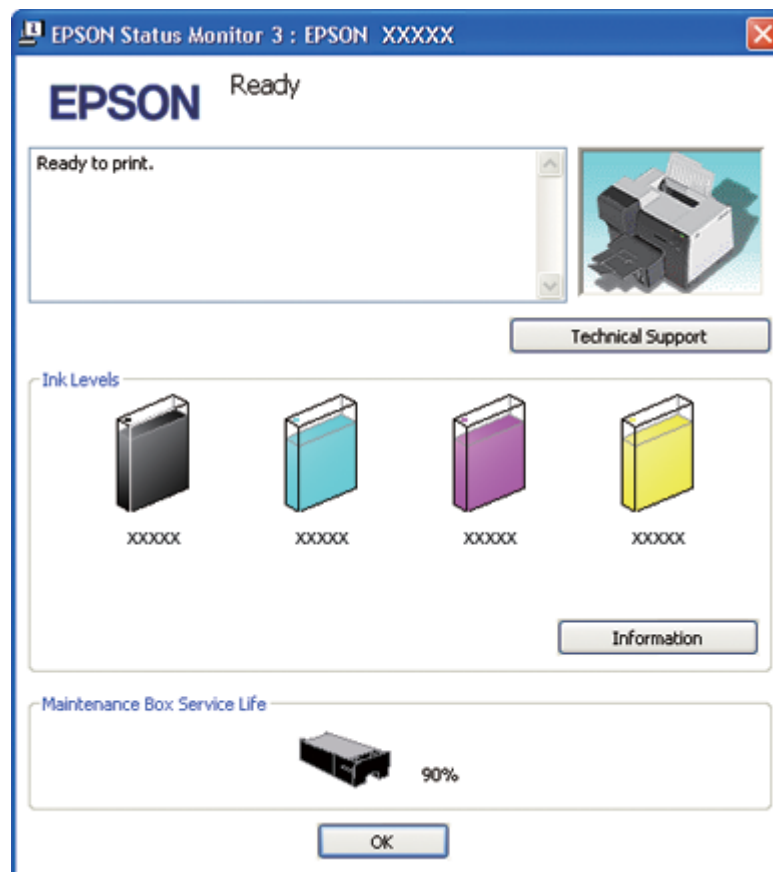 EPSON Status Monitor 3 : EPSON XXXXX
EPSON
Ready
Ready to print.
Technical Support
Ink Levels
XXXXX XXXXX XXXXX XXXXX
Information
Maintenance Box Service Life
90%
OK